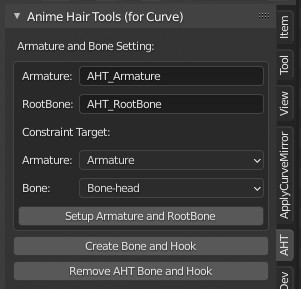 Anime Hair Tools (for Curve)
Armature and Bone Setting:
Armature: AHT_Armature
RootBone: AHT_RootBone
Constraint Target:
Armature: Armature
Bone: Bone-head
Setup Armature and RootBone
Create Bone and Hook
Remove AHT Bone and Hook
Item
Tool
View
ApplyCurveMirror
AHT
Dev